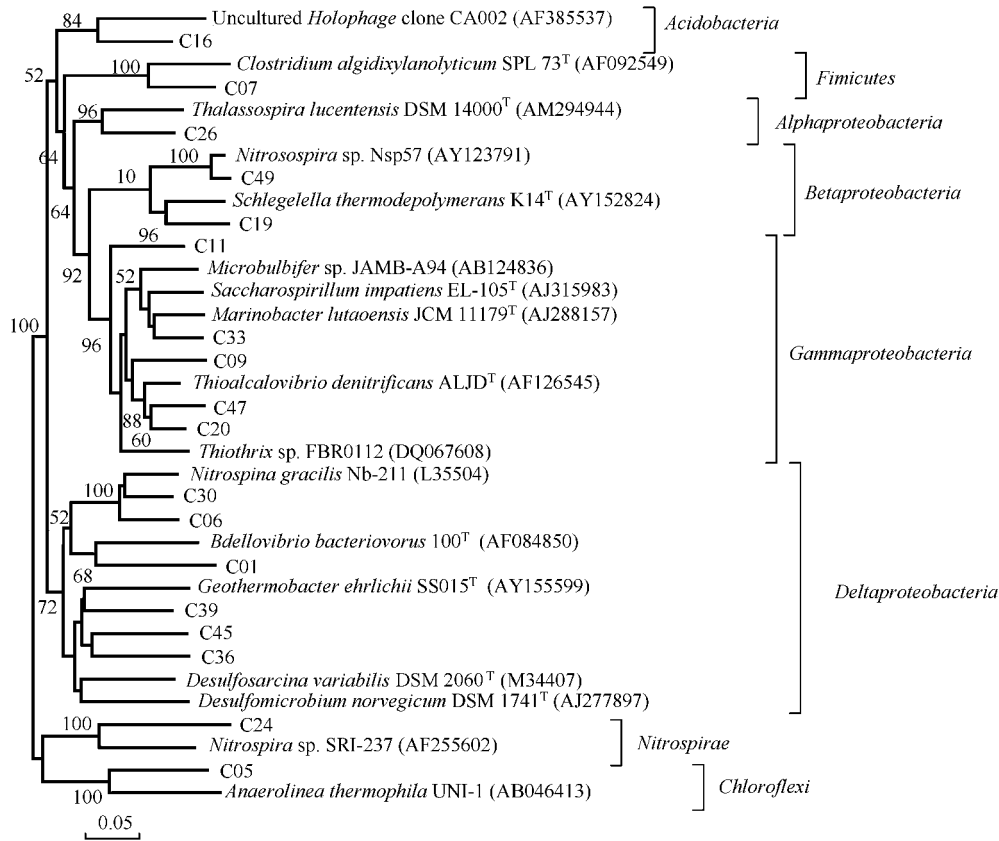 84
Uncultured Holophage clone CA002 (AF385537)
C16
Acidobacteria
52
100
Clostridium algidixylanolyticum SPL 73T (AF092549)
C07
Fimicutes
96
Thalassospira lucentensis DSM 14000T (AM294944)
C26
Alphaproteobacteria
64
100
Nitrosospira sp. Nsp57 (AY123791)
C49
10
Schlegelella thermodepolymerans K14T (AY152824)
C19
Betaproteobacteria
64
96
C11
92
52
Microbulbifer sp. JAMB-A94 (AB124836)
Saccharospirillum impatiens EL-105T (AJ315983)
Marinobacter lutaoensis JCM 11179T (AJ288157)
C33
100
96
C09
Gammaproteobacteria
Thioalcalovibrio denitrificans ALJDT (AF126545)
C47
88
C20
60
Thiothrix sp. FBR0112 (DQ067608)
Nitrospina gracilis Nb-211 (L35504)
100
C30
52
C06
Bdellovibrio bacteriovorus 100T (AF084850)
C01
68
Geothermobacter ehrlichii SS015T (AY155599)
Deltaproteobacteria
72
C39
C45
C36
Desulfosarcina variabilis DSM 2060T (M34407)
Desulfomicrobium norvegicum DSM 1741T (AJ277897)
100
C24
Nitrospira sp. SRI-237 (AF255602)
Nitrospirae
C05
100
Anaerolinea thermophila UNI-1 (AB046413)
Chloroflexi
0.05